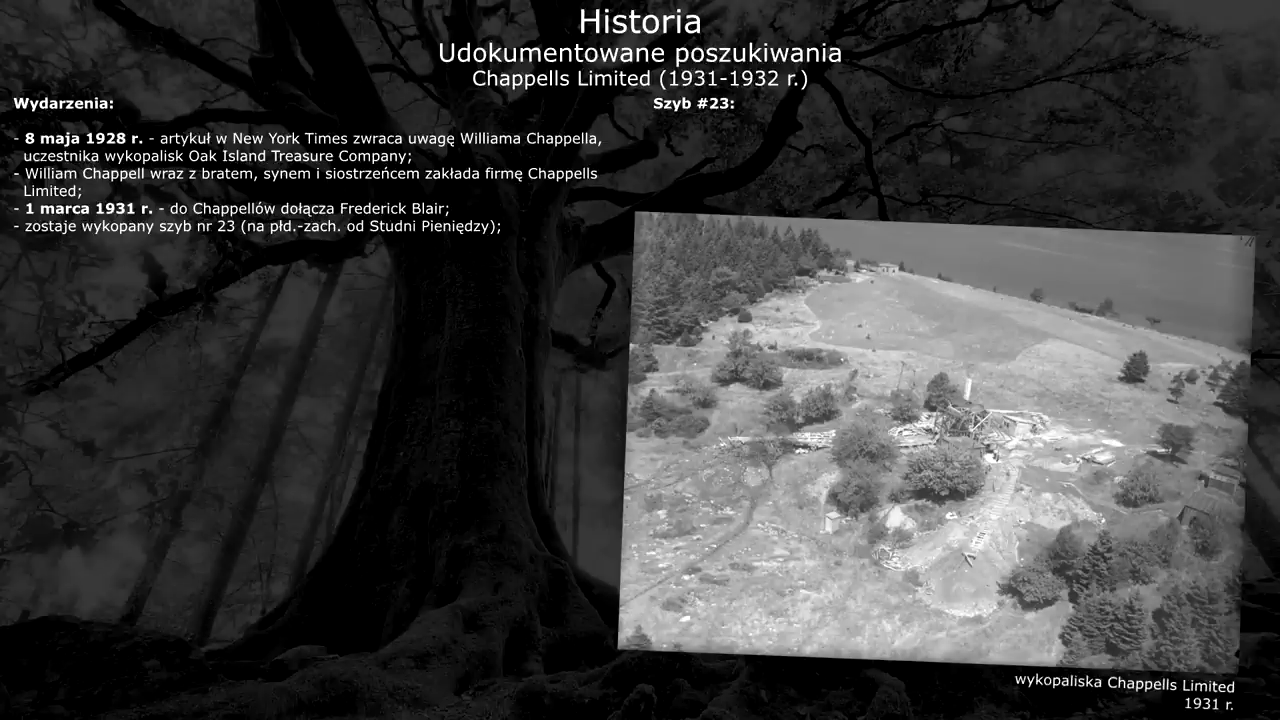 Historia
Udokumentowane poszukiwania
Chappells Limited (1931-1932 r.)
Wydarzenia:
- 8 maja 1928 r. - artykuł w New York Times zwraca uwagę Williama Chappella,
uczestnika wykopalisk Oak Island Treasure Company;
- William Chappell wraz z bratem, synem i siostrzeńcem zakłada firmę Chappells
Limited;
- 1 marca 1931 r. - do Chappellów dołącza Frederick Blair;
- zostaje wykopany szyb nr 23 (na płd.-zach. od Studni Pieniędzy);
Szyb #23:
wykopaliska Chappells Limited
1931 r.